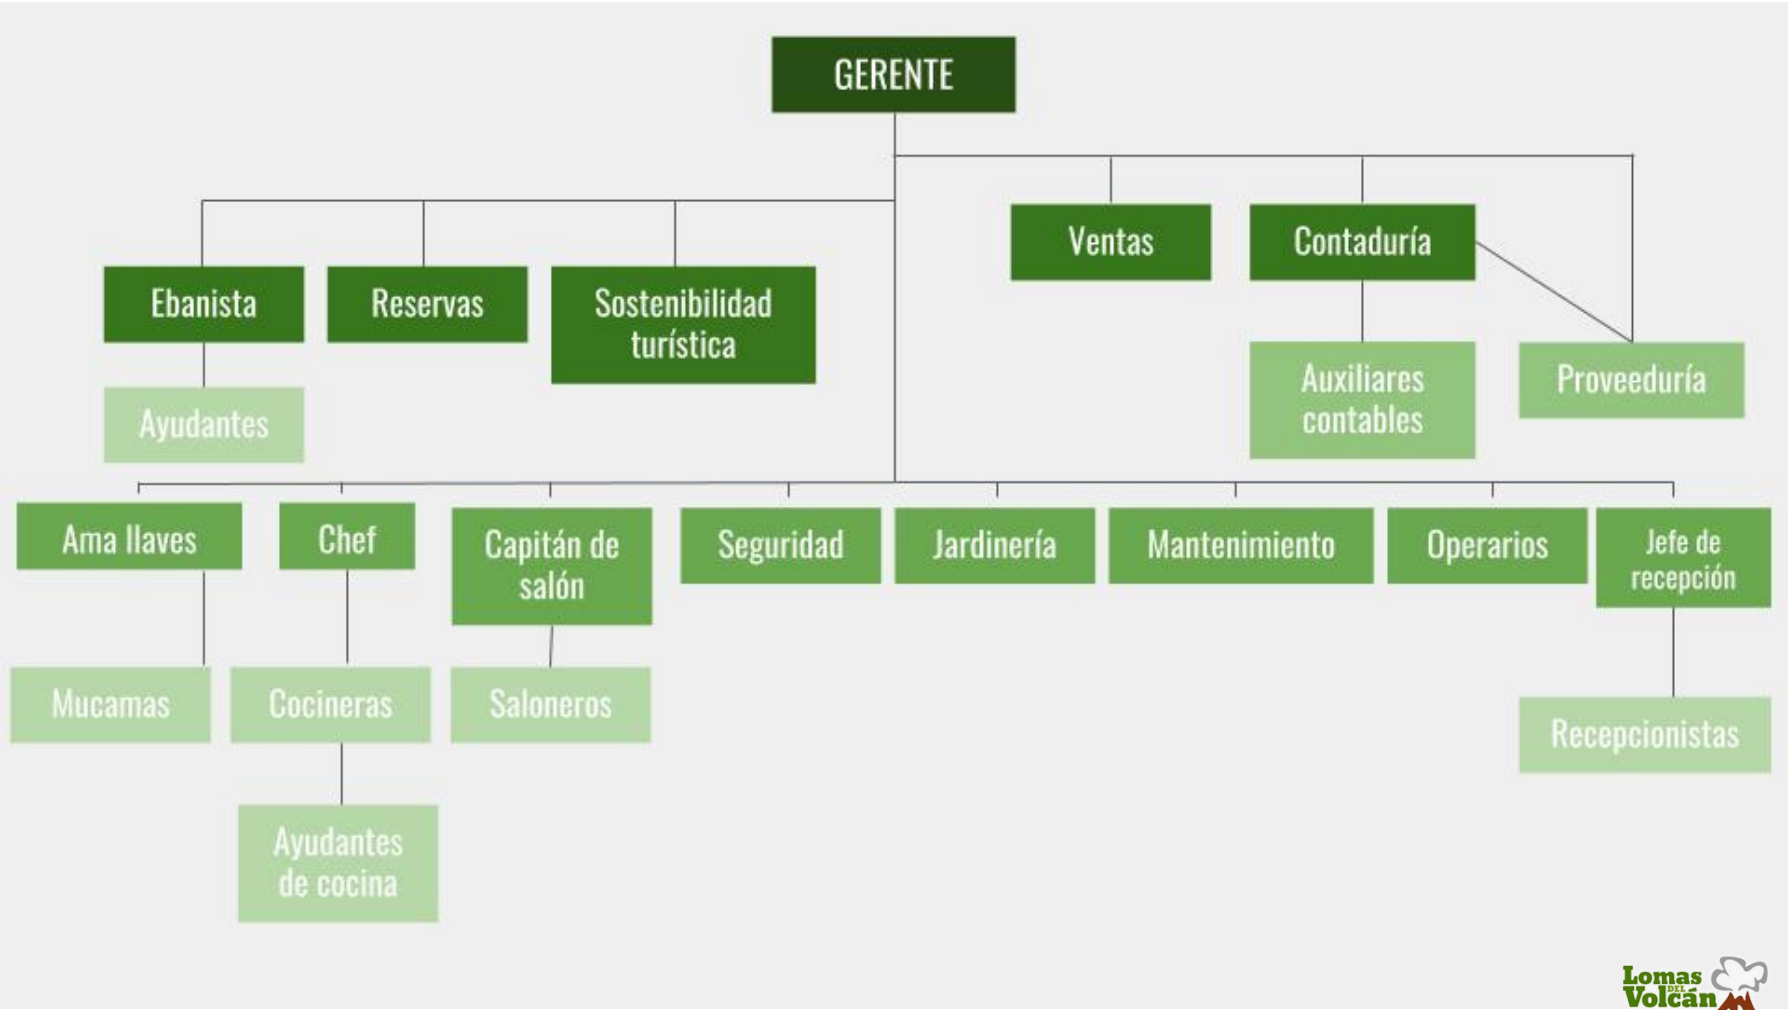 GERENTE
Ventas
Contaduría
Ebanista
Reservas
Sostenibilidad
turística
Auxiliares
contables
Proveeduría
Ayudantes
Ama llaves
Chef
Capitán de
salón
Seguridad
Jardinería
Mantenimiento
Operarios
Jefe de
recepción
Mucamas
Cocineras
Saloneros
Recepcionistas
Ayudantes
de cocina
Lomas
DEL
Volcán